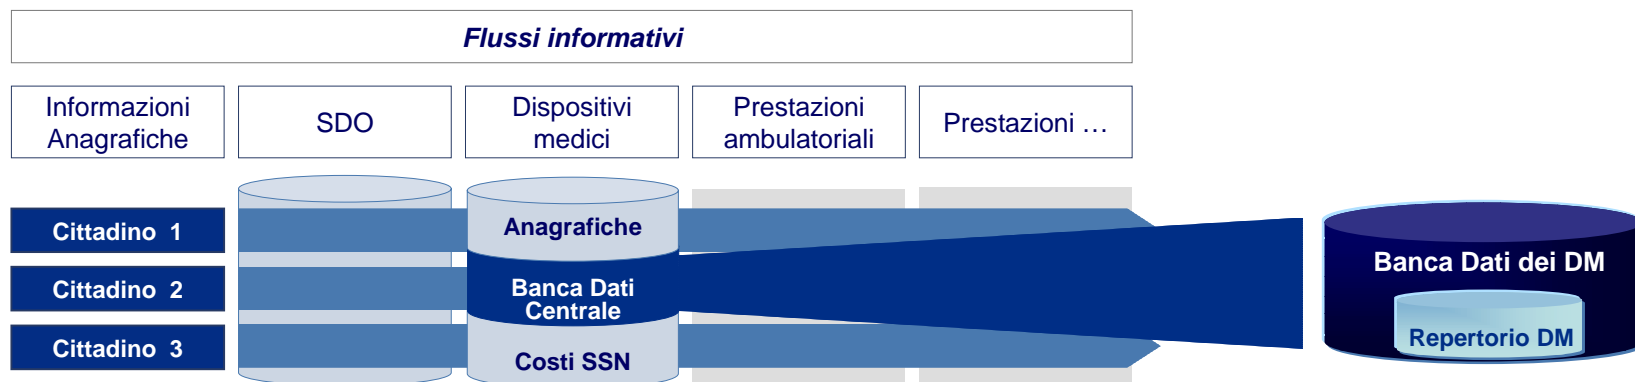 Flussi informativi
Informazioni
Anagrafiche
SDO
Dispositivi
medici
Prestazioni
ambulatoriali
Prestazioni …
Cittadino 1
Cittadino 2
Cittadino 3
Anagrafiche
Banca Dati
Centrale
Costi SSN
Banca Dati dei DM
Repertorio DM